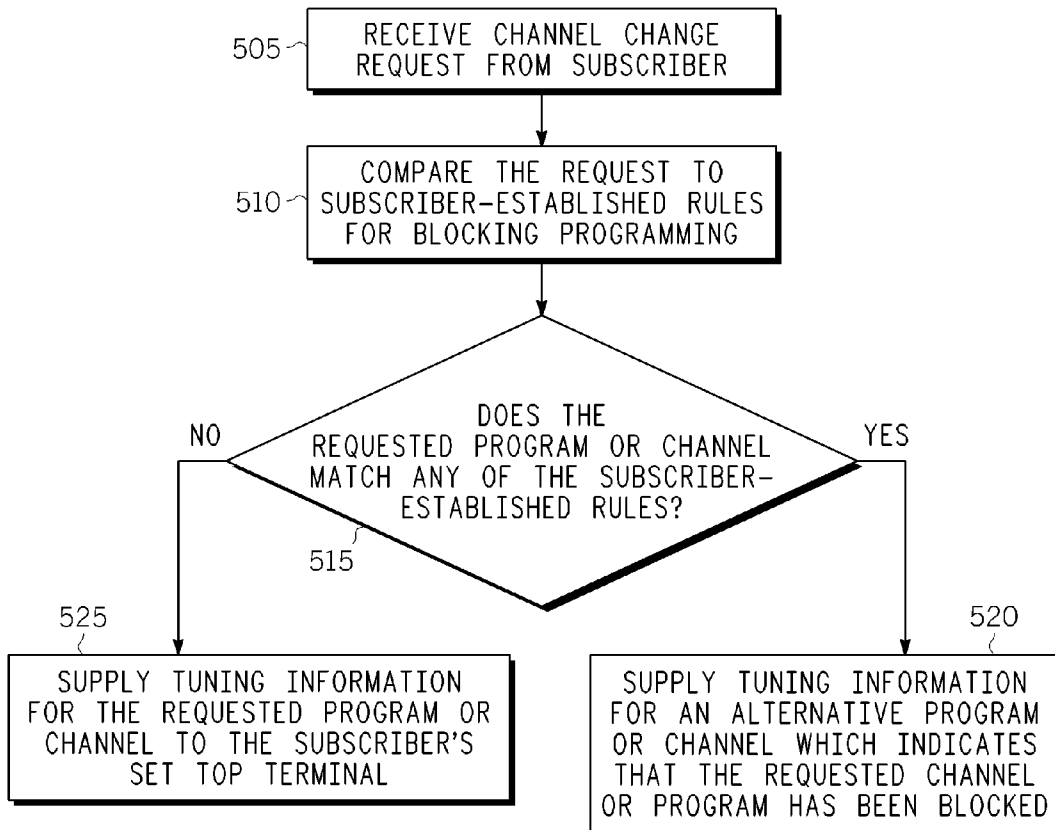 505
RECEIVE CHANNEL CHANGE
REQUEST FROM SUBSCRIBER
510
COMPARE THE REQUEST TO
SUBSCRIBER-ESTABLISHED RULES
FOR BLOCKING PROGRAMMING
DOES THE
REQUESTED PROGRAM OR CHANNEL
MATCH ANY OF THE SUBSCRIBER-
ESTABLISHED RULES?
NO
YES
515
525
SUPPLY TUNING INFORMATION
FOR THE REQUESTED PROGRAM OR
CHANNEL TO THE SUBSCRIBER'S
SET TOP TERMINAL
520
SUPPLY TUNING INFORMATION
FOR AN ALTERNATIVE PROGRAM
OR CHANNEL WHICH INDICATES
THAT THE REQUESTED CHANNEL
OR PROGRAM HAS BEEN BLOCKED